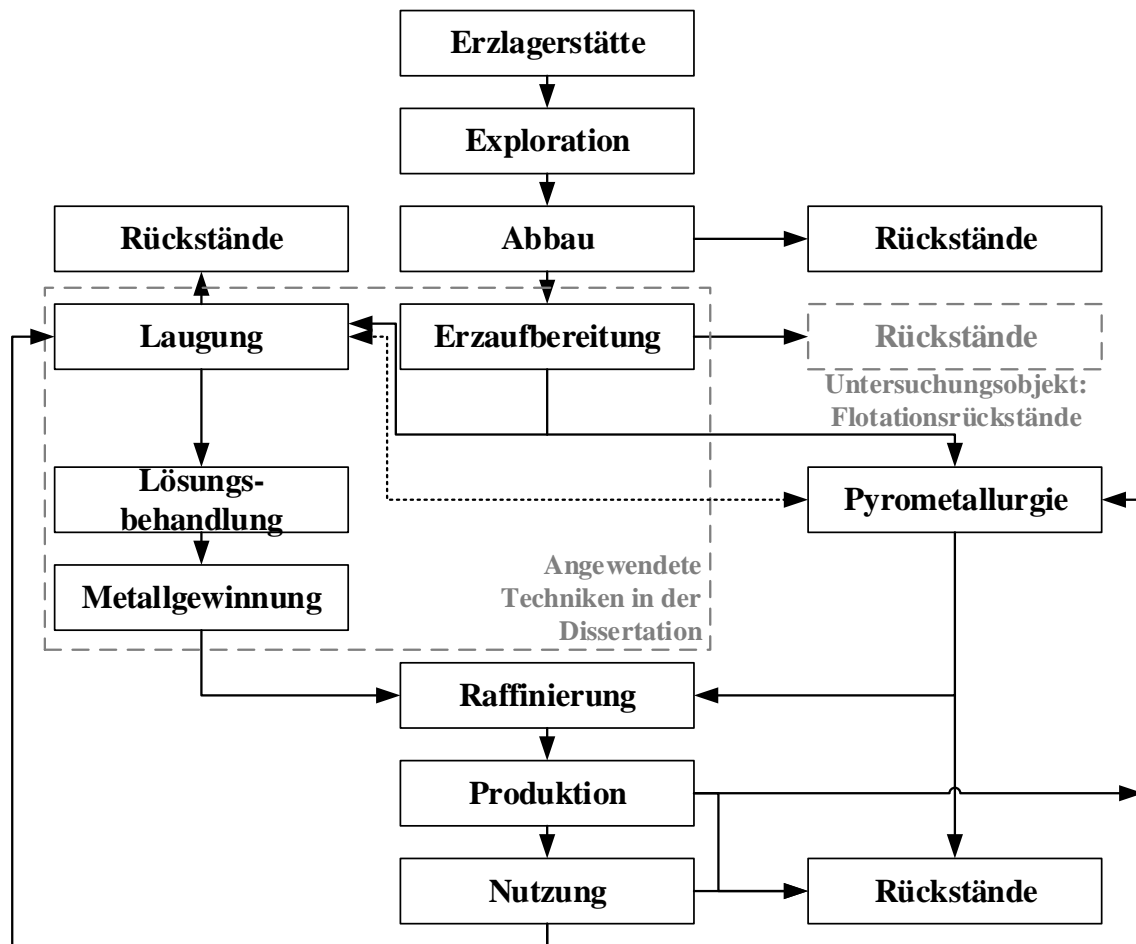 Erzlagerstätte
Exploration
Rückstände
Abbau
Rückstände
Laugung
Erzaufbereitung
Rückstände
Untersuchungsobjekt:
Flotationsrückstände
Lösungs-
behandlung
Pyrometallurgie
Angewendete
Techniken in der
Dissertation
Metallgewinnung
Raffinierung
Produktion
Nutzung
Rückstände